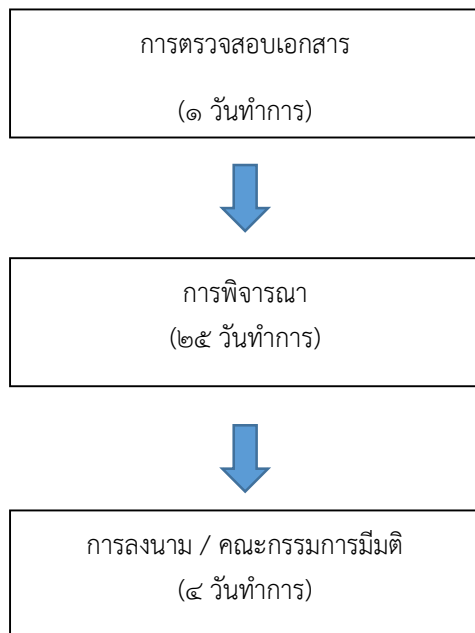 การตรวจสอบเอกสาร
(๑ วันทำการ)
การพิจารณา
(๒๕ วันทำการ)
การลงนาม / คณะกรรมการมีมติ
(๔ วันทำการ)